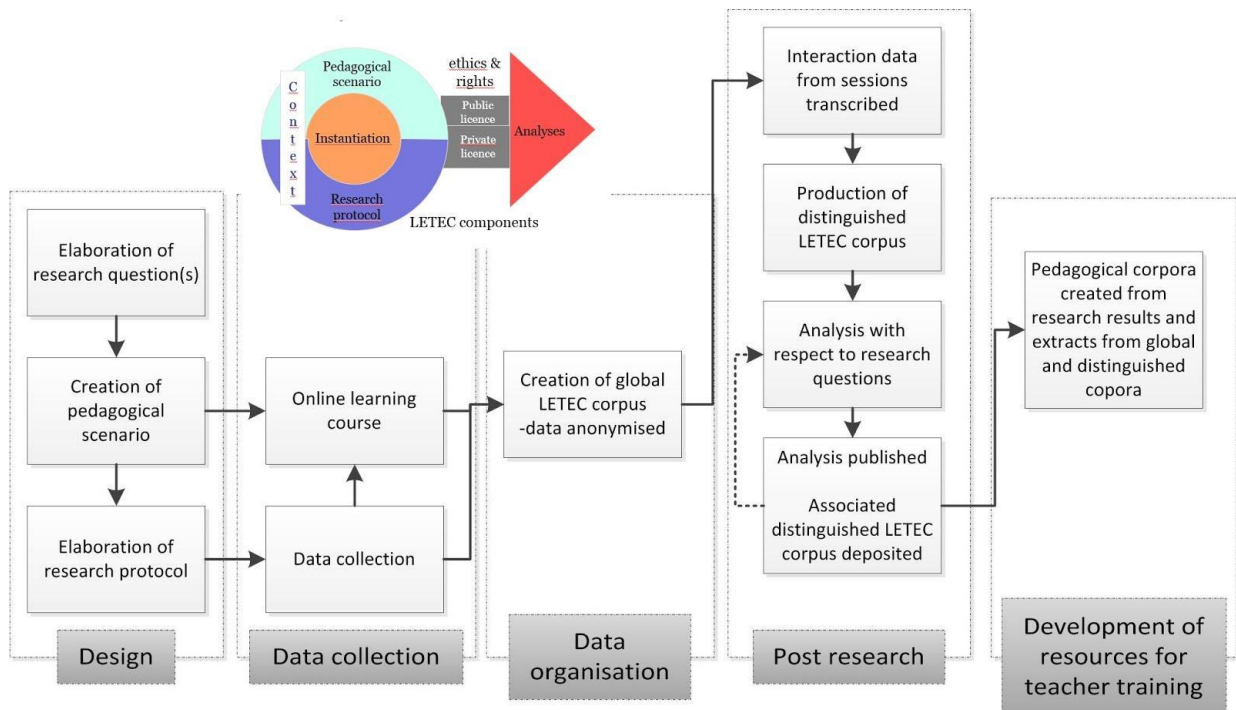 Pedagogical
scenario
C
o
n
t
e
x
t
Instantiation
Research
protocol
ethics &
rights
Public
licence
Private
licence
Analyses
LETEC components
Elaboration of
research question(s)
Creation of
pedagogical
scenario
Elaboration of
research protocol
Design
Online learning
course
Data collection
Data collection
Creation of global
LETEC corpus
-data anonymised
Data
organisation
Interaction data
from sessions
transcribed
Production of
distinguished
LETEC corpus
Analysis with
respect to research
questions
Analysis published
Associated
distinguished LETEC
corpus deposited
Post research
Pedagogical corpora
created from
research results and
extracts from global
and distinguished
copora
Development of
resources for
teacher training